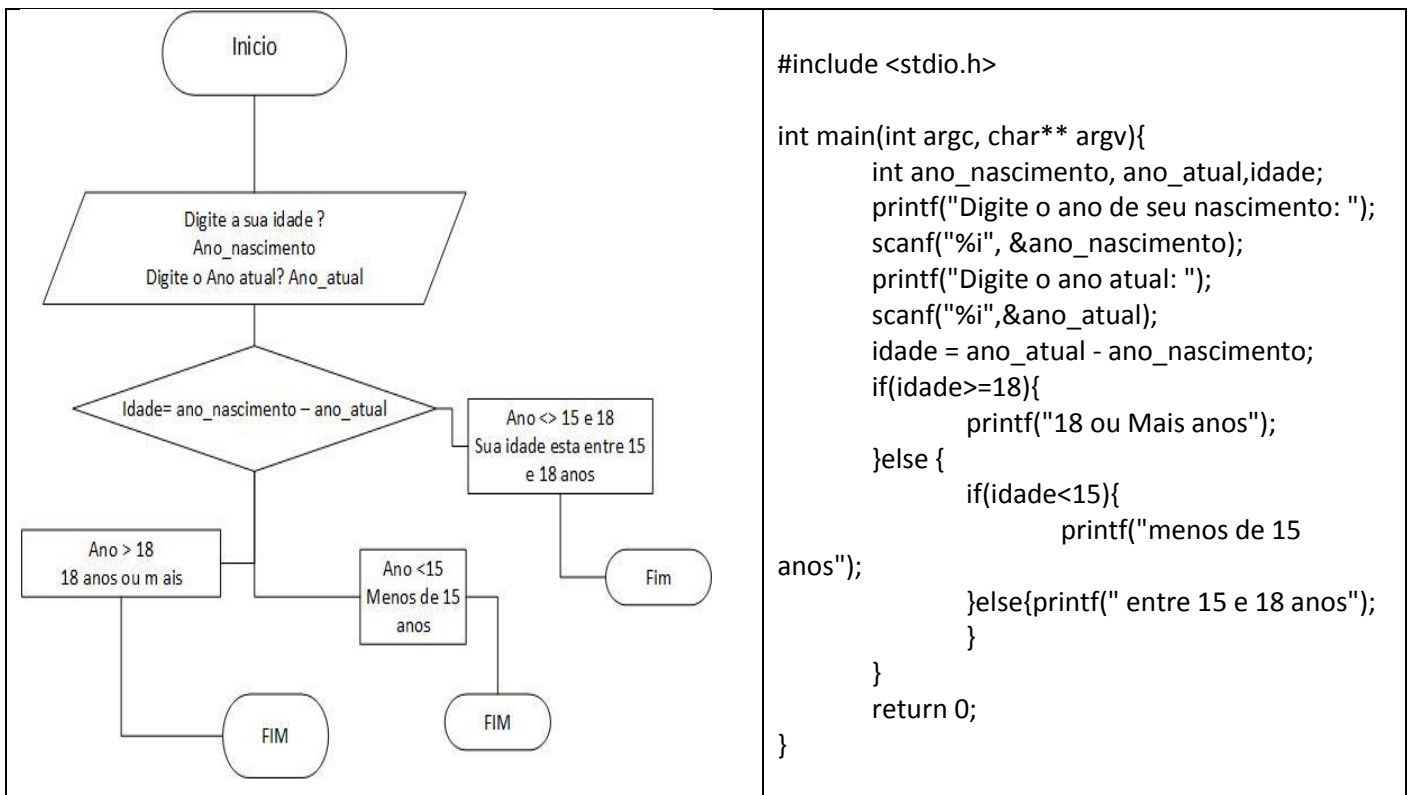 Inicio
Digite a sua idade ?
Ano_nascimento
Digite o Ano atual? Ano_atual
Idade= ano_nascimento – ano_atual
Ano <> 15 e 18
Sua idade esta entre 15
e 18 anos
Ano > 18
18 anos ou m ais
Ano <15
Menos de 15
anos
Fim
FIM
FIM
#include <stdio.h>
int main(int argc, char** argv){
int ano_nascimento, ano_atual,idade;
printf("Digite o ano de seu nascimento: ");
scanf("%i", &ano_nascimento);
printf("Digite o ano atual: ");
scanf("%i",&ano_atual);
idade = ano_atual - ano_nascimento;
if(idade>=18){
printf("18 ou Mais anos");
}else {
if(idade<15){
printf("menos de 15
anos");
}else{printf(" entre 15 e 18 anos");
}
}
return 0;
}